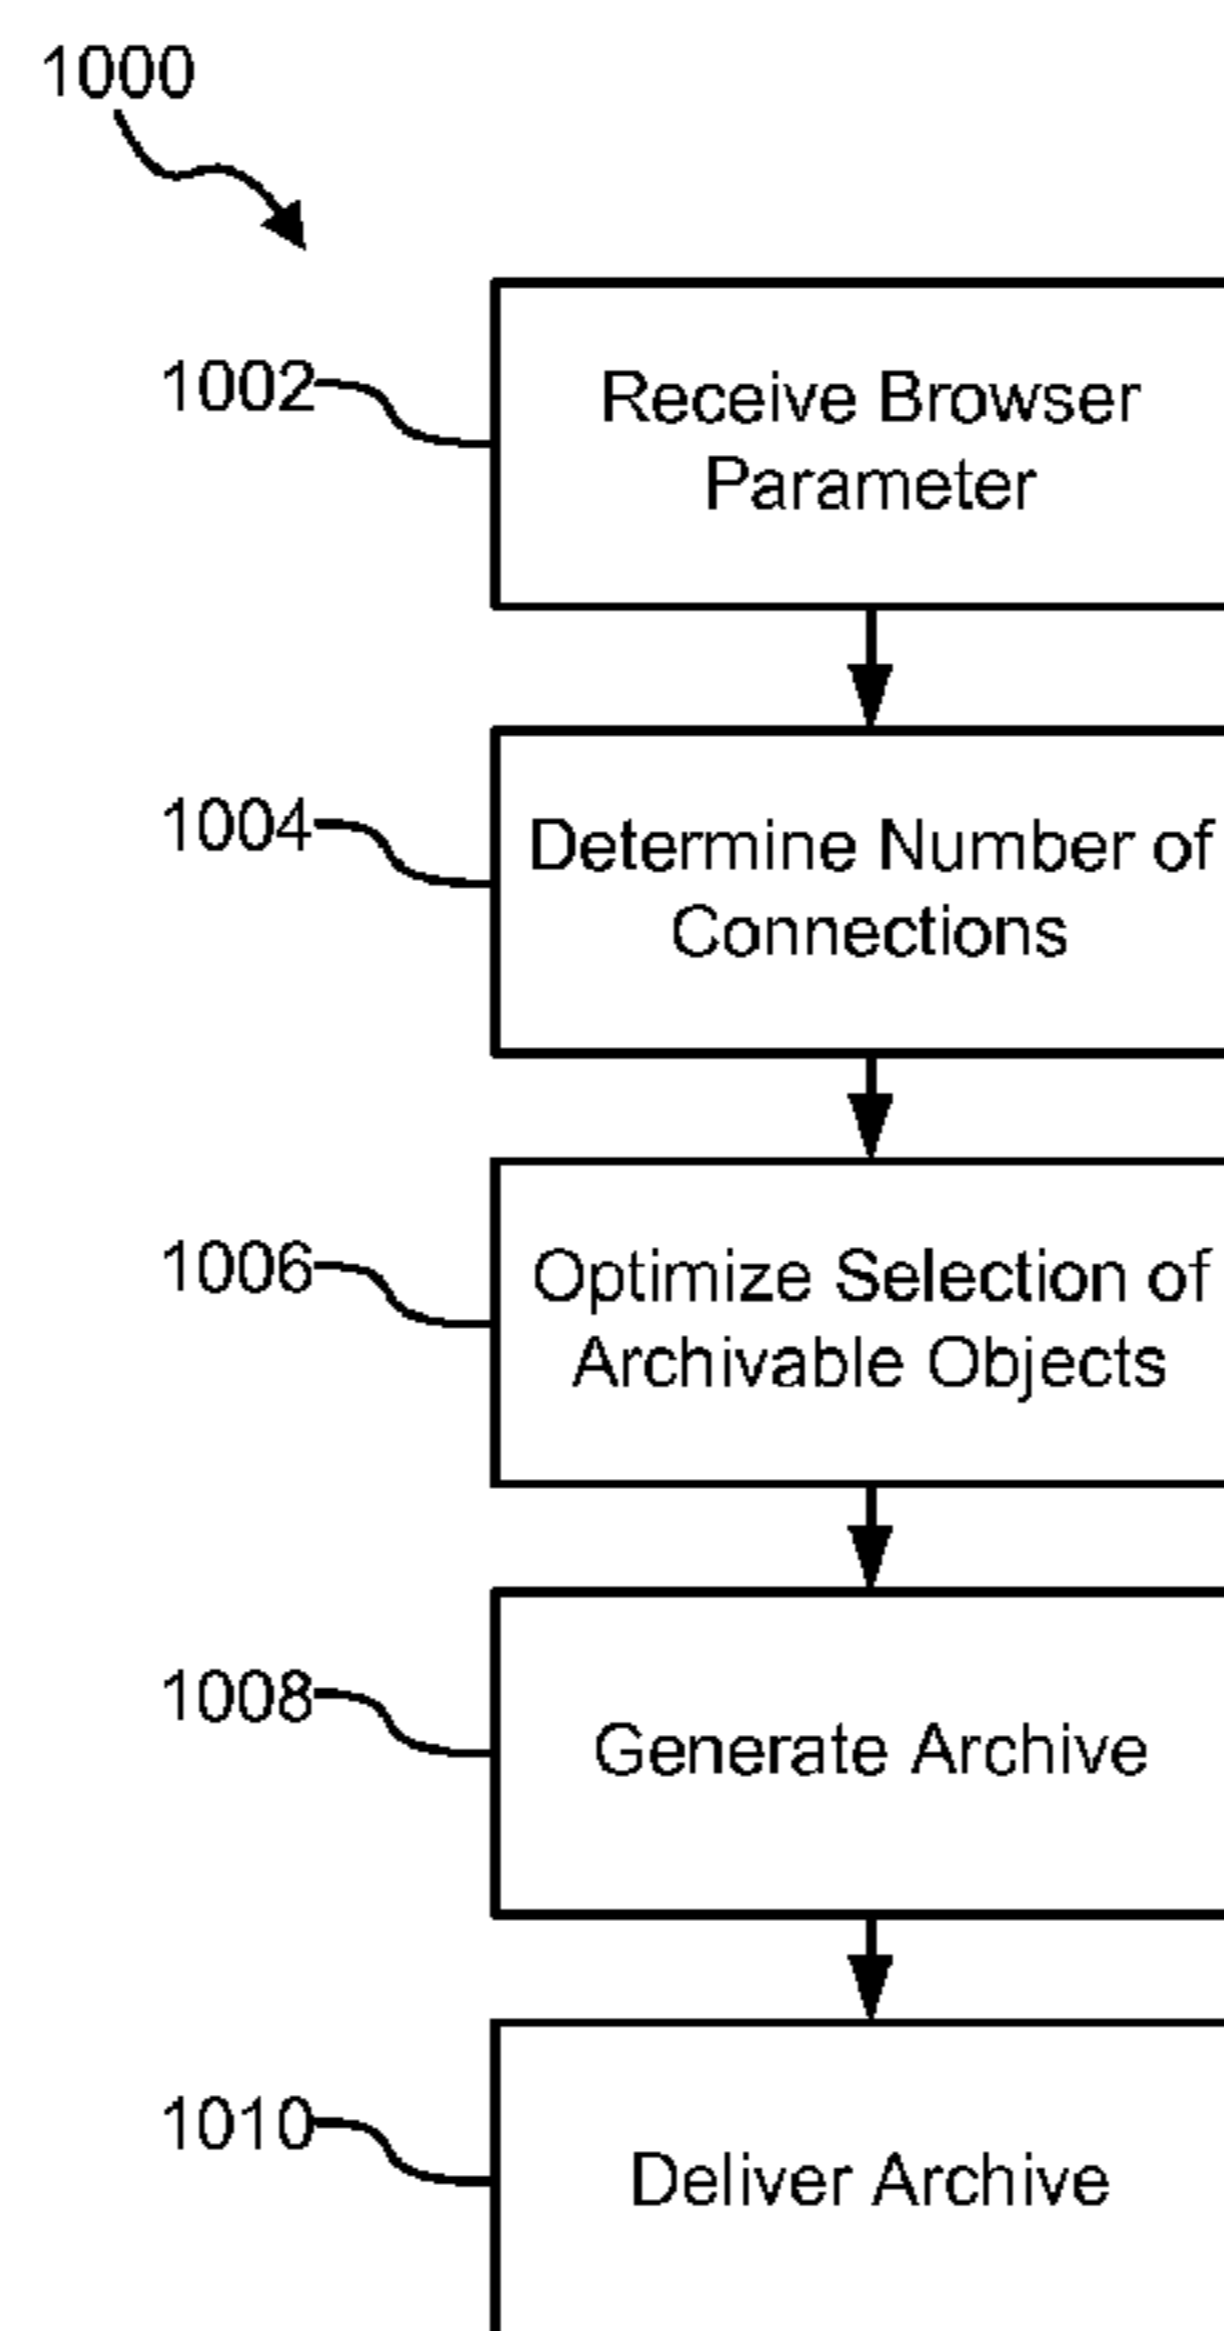 1000
1002
Receive Browser
Parameter
1004
Determine Number of
Connections
1006
Optimize Selection of
Archivable Objects
1008
Generate Archive
1010
Deliver Archive